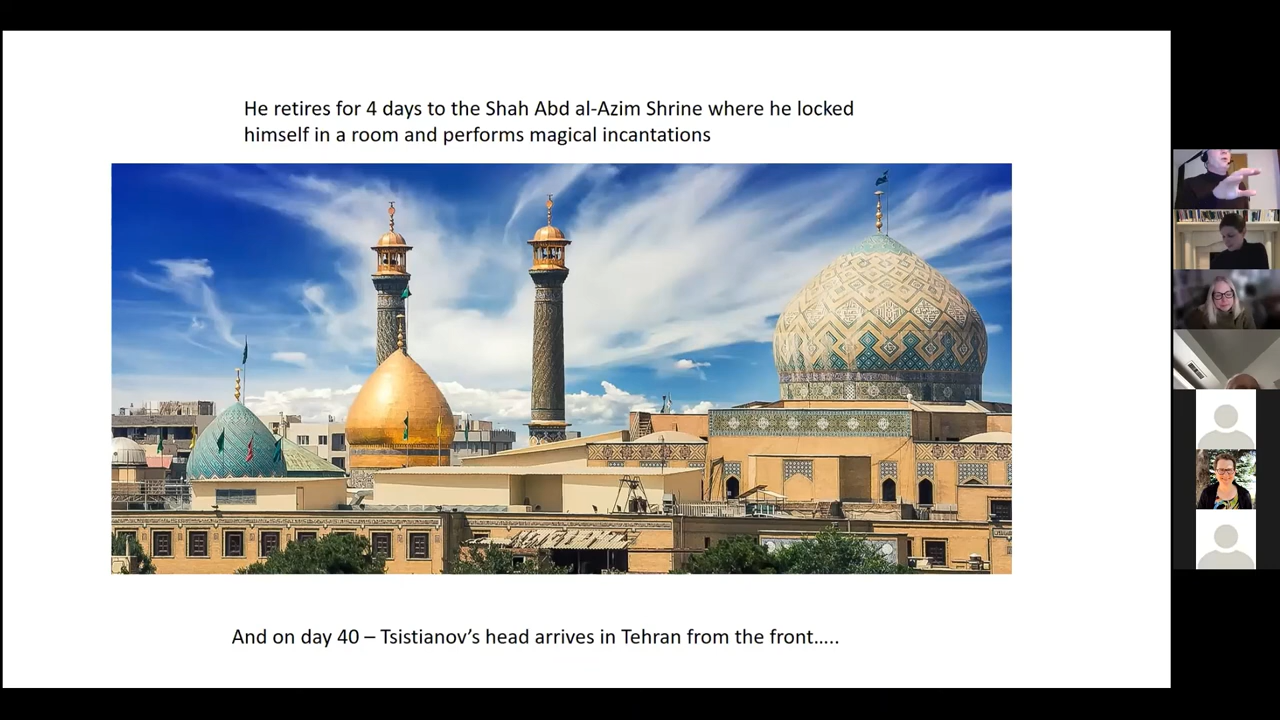 He retires for 4 days to the Shah Abd al-Azim Shrine where he locked
himself in a room and performs magical incantations
And on day 40 – Tsistianov’s head arrives in Tehran from the front…..